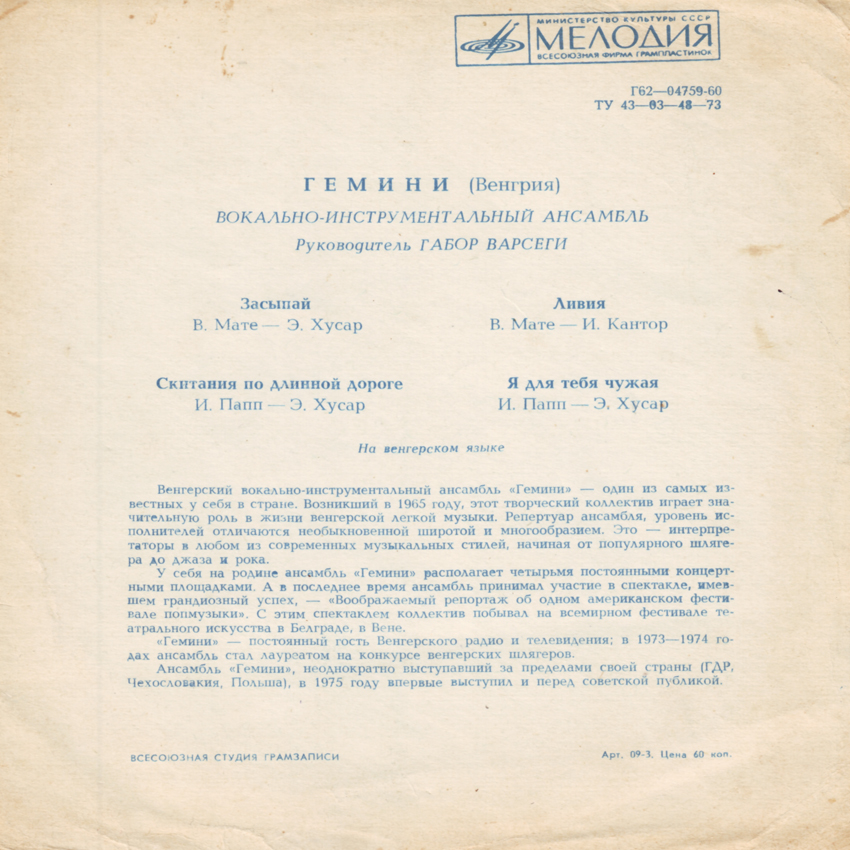 МИНИСТЕРСТВО КУЛЬТУРЫ СССР
МЕЛОДИЯ
ВСЕСОЮЗНАЯ ФИРМА ГРАМПЛАСТИНОК
Г62—04759-60
ТУ 43—03—48—73
ГЕМИНИ (Венгрия)
ВОКАЛЬНО-ИНСТРУМЕНТАЛЬНЫЙ АНСАМБЛЬ
Руководитель ГАБОР ВАРСЕГИ
Засыпай
В. Мате — Э. Хусар
Ливия
В. Мате — И. Кантор
Скитания по длинной дороге
И. Папп — Э. Хусар
Я для тебя чужая
И. Папп — Э. Хусар
На венгерском языке
Венгерский вокально-инструментальный ансамбль «Гемини» — один из самых из-
вестных у себя в стране. Возникший в 1965 году, этот творческий коллектив играет зна-
чительную роль в жизни венгерской легкой музыки. Репертуар ансамбля, уровень ис-
полнителей отличаются необыкновенной широтой и многообразием. Это — интерпре-
таторы в любом из современных музыкальных стилей, начиная от популярного шляге-
ра до джаза и рока.
У себя на родине ансамбль «Гемини» располагает четырьмя постоянными концерт-
ными площадками. А в последнее время ансамбль принимал участие в спектакле, имев-
шем грандиозный успех, — «Воображаемый репортаж об одном американском фести-
вале попмузыки». С этим спектаклем коллектив побывал на всемирном фестивале те-
атрального искусства в Белграде, в Вене.
«Гемини» — постоянный гость Венгерского радио и телевидения; в 1973—1974 го-
дах ансамбль стал лауреатом на конкурсе венгерских шлягеров.
Ансамбль «Гемини», неоднократно выступавший за пределами своей страны (ГДР,
Чехословакия, Польша), в 1975 году впервые выступил и перед советской публикой.
ВСЕСОЮЗНАЯ СТУДИЯ ГРАМЗАПИСИ
Арт. 09-3. Цена 60 коп.